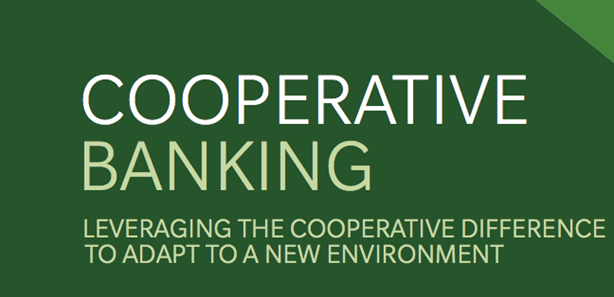 COOPERATIVE
BANKING
LEVERAGING THE COOPERATIVE DIFFERENCE
TO ADAPT TO A NEW ENVIRONMENT